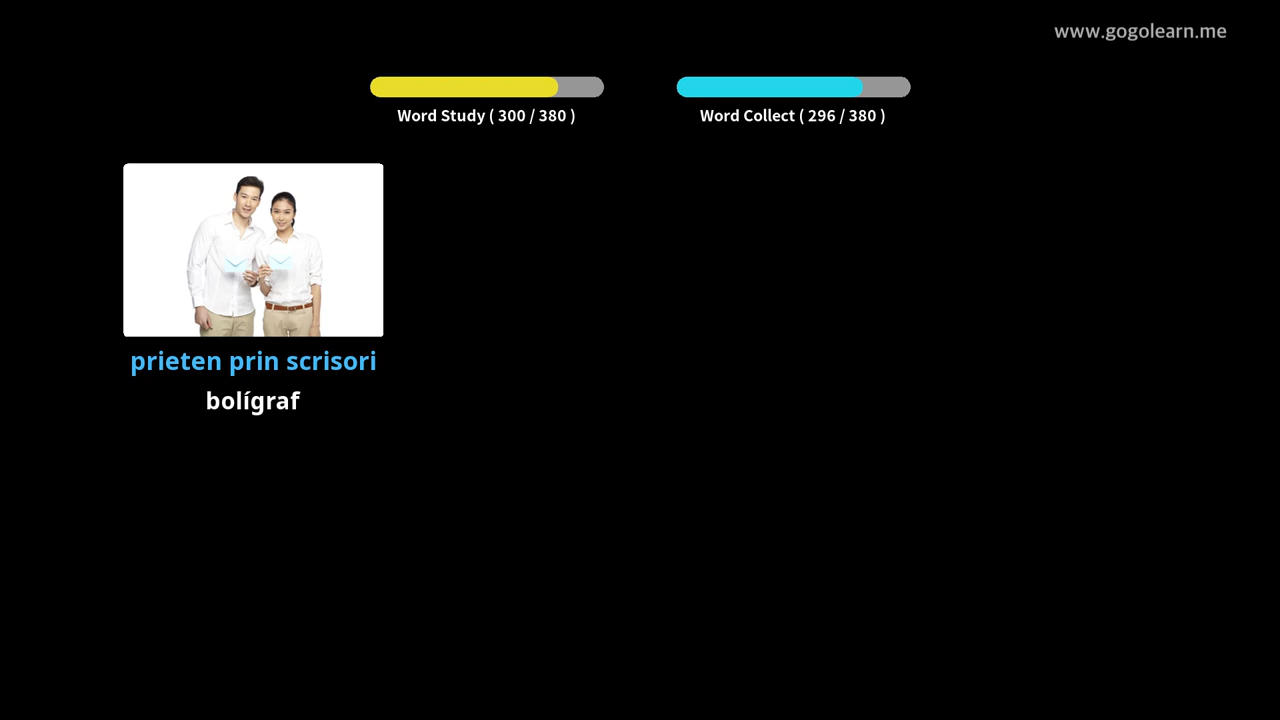 www.gogolearn.me
Word Study ( 300 / 380 )
Word Collect ( 296 / 380 )
prieten prin scrisori
bolígraf